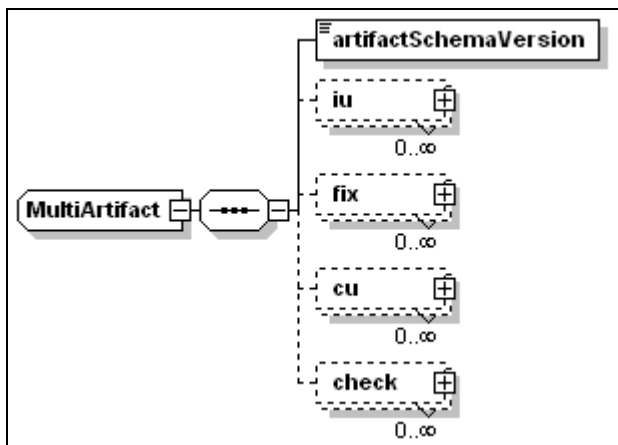 artifactSchemaVersion
iu
0..∞
fix
0..∞
MultiArtifact
cu
0..∞
check
0..∞